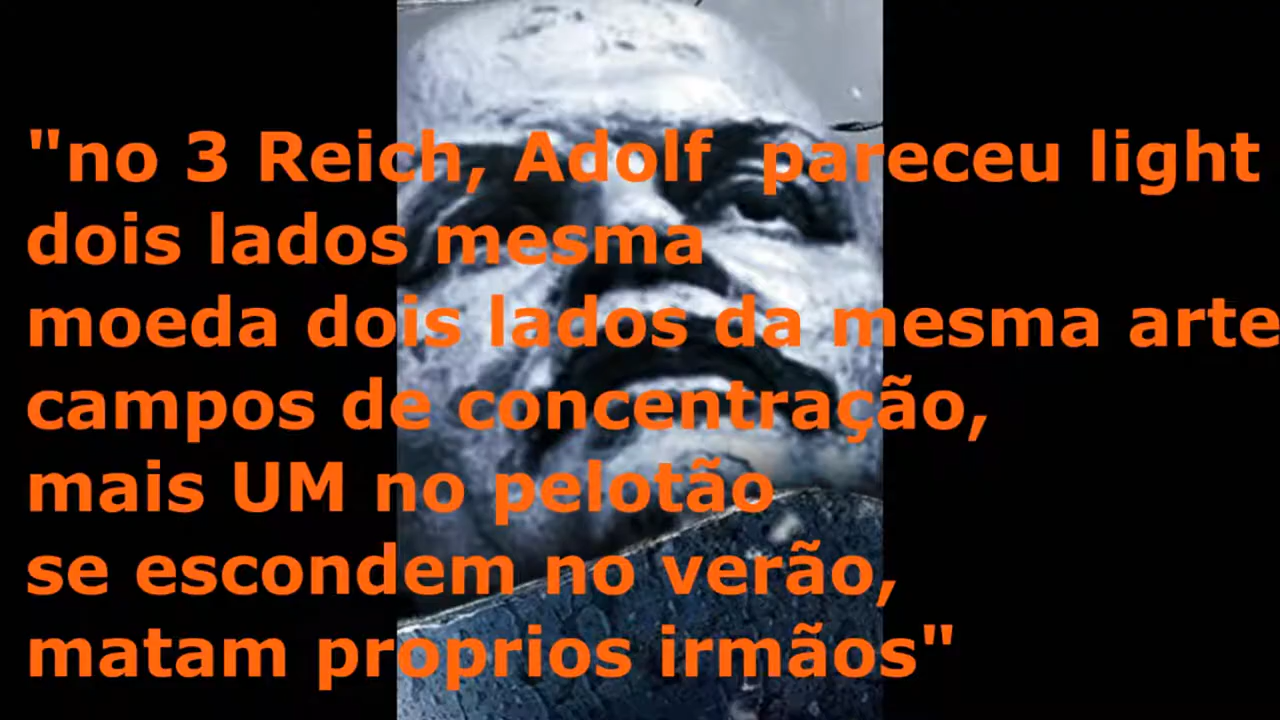 "no 3 Reich, Adolf  pareceu light
dois lados mesma
moeda dois lados da mesma arte
campos de concentração,
mais UM no pelotão
se escondem no verão,
matam proprios irmãos"